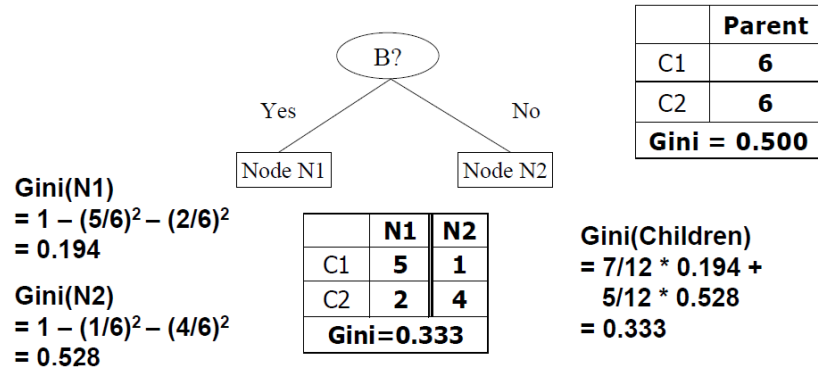 B?
Yes
No
Node N1
Node N2
Parent
C1 6
C2 6
Gini = 0.500
Gini(N1)
= 1 – (5/6)² – (2/6)²
= 0.194
Gini(N2)
= 1 – (1/6)² – (4/6)²
= 0.528
N1 N2
C1 5 1
C2 2 4
Gini=0.333
Gini(Children)
= 7/12 * 0.194 +
5/12 * 0.528
= 0.333